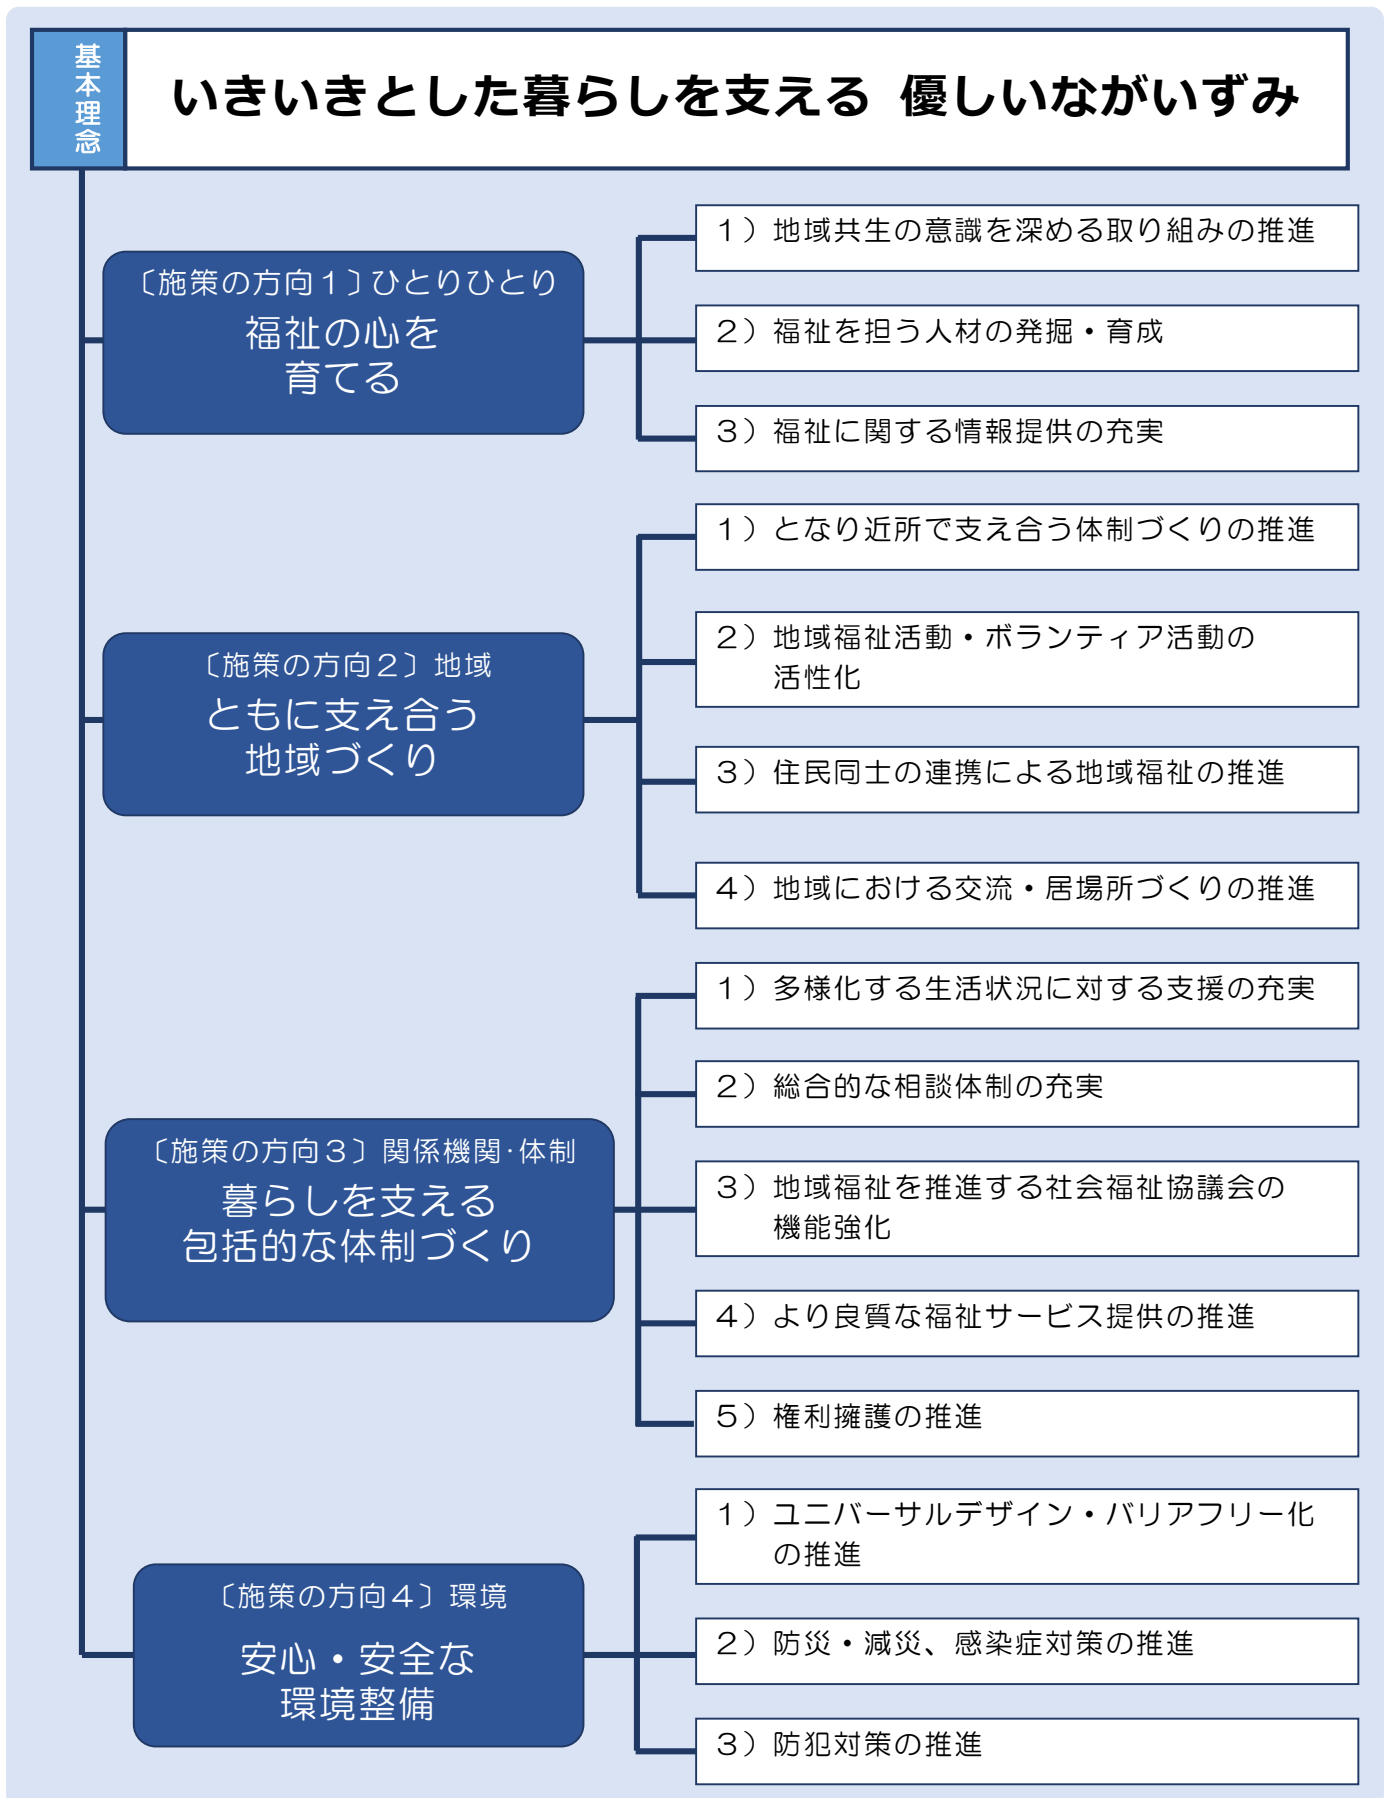 基本理念
いきいきとした暮らしを支える 優しいながいずみ
〔施策の方向１〕ひとりひとり
福祉の心を
育てる
１）地域共生の意識を深める取り組みの推進
２）福祉を担う人材の発掘・育成
３）福祉に関する情報提供の充実
〔施策の方向２〕地域
ともに支え合う
地域づくり
１）となり近所で支え合う体制づくりの推進
２）地域福祉活動・ボランティア活動の
活性化
３）住民同士の連携による地域福祉の推進
４）地域における交流・居場所づくりの推進
〔施策の方向３〕関係機関･体制
暮らしを支える
包括的な体制づくり
１）多様化する生活状況に対する支援の充実
２）総合的な相談体制の充実
３）地域福祉を推進する社会福祉協議会の
機能強化
４）より良質な福祉サービス提供の推進
５）権利擁護の推進
〔施策の方向４〕環境
安心・安全な
環境整備
１）ユニバーサルデザイン・バリアフリー化
の推進
２）防災・減災、感染症対策の推進
３）防犯対策の推進